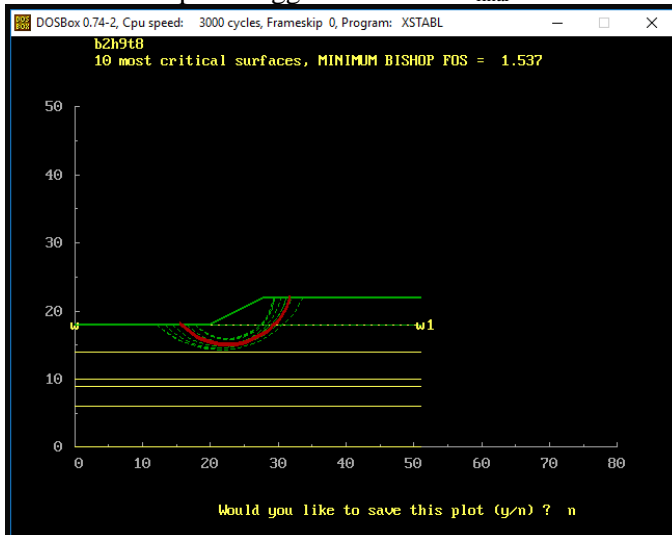 DOSBox 0.74-2, Cpu speed: 3000 cycles, Frameskip 0, Program: XSTABL
b2h9t8
10 most critical surfaces, MINIMUM BISHOP FOS = 1.537
50
40
30
20
w
w1
10
0
0 10 20 30 40 50 60 70 80
Would you like to save this plot (y/n) ? n